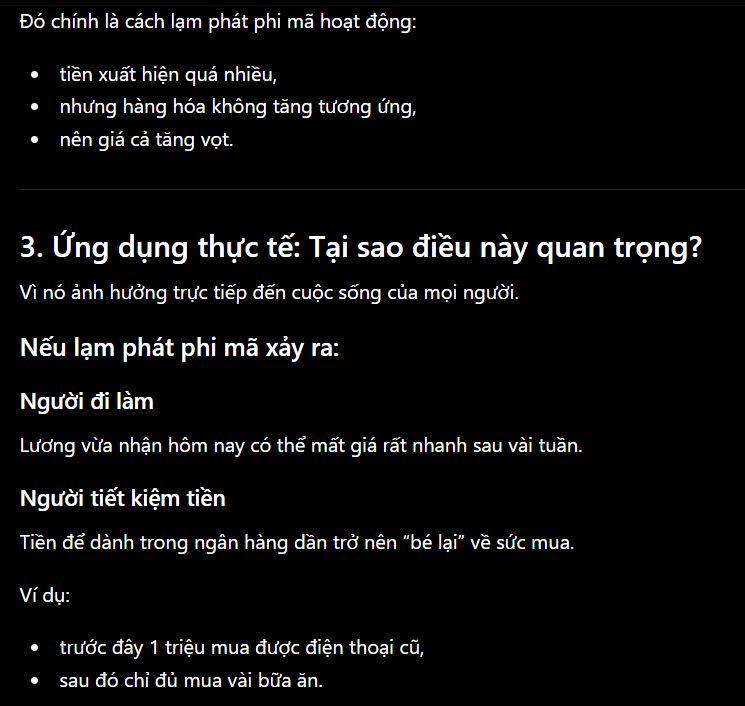 Đó chính là cách lạm phát phi mã hoạt động:
• tiền xuất hiện quá nhiều,
• nhưng hàng hóa không tăng tương ứng,
• nên giá cả tăng vọt.
3. Ứng dụng thực tế: Tại sao điều này quan trọng?
Vì nó ảnh hưởng trực tiếp đến cuộc sống của mọi người.
Nếu lạm phát phi mã xảy ra:
Người đi làm
Lương vừa nhận hôm nay có thể mất giá rất nhanh sau vài tuần.
Người tiết kiệm tiền
Tiền để dành trong ngân hàng dần trở nên “bé lại” về sức mua.
Ví dụ:
• trước đây 1 triệu mua được điện thoại cũ,
• sau đó chỉ đủ mua vài bữa ăn.